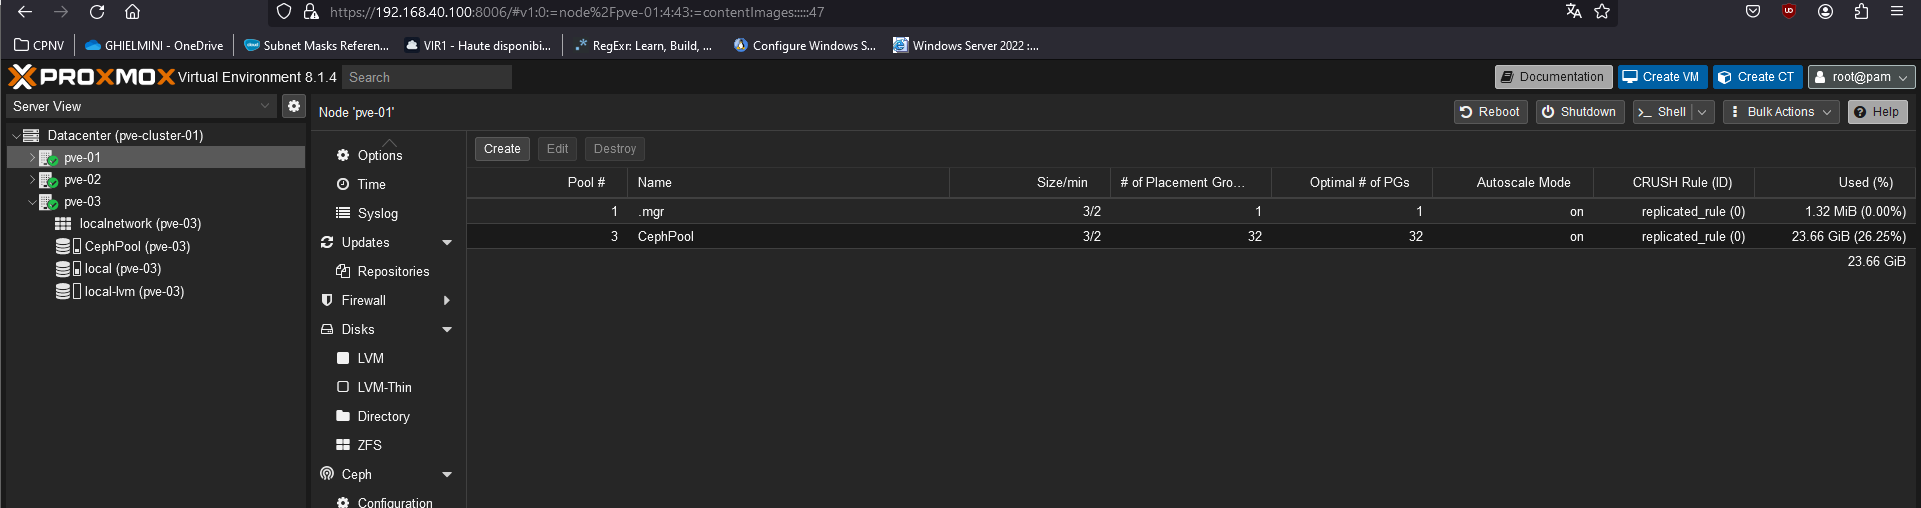 https://192.168.40.100:8006/#v1:0:=node%2Fpve-01:4:43:=contentImages:::::47
CPNV GHIELMINI - OneDrive Subnet Masks Referen... VIR1 - Haute disponibi... RegExr: Learn, Build, ... Configure Windows S... Windows Server 2022 :...
PROXMOX Virtual Environment 8.1.4 Search Documentation Create VM Create CT root@pam
Server View
Node 'pve-01' Reboot Shutdown Shell Bulk Actions Help
Datacenter (pve-cluster-01)
pve-01
pve-02
pve-03
localnetwork (pve-03)
CephPool (pve-03)
local (pve-03)
local-lvm (pve-03)
Options
Time
Syslog
Updates
Repositories
Firewall
Disks
LVM
LVM-Thin
Directory
ZFS
Ceph
Configuration
Create Edit Destroy
Pool # Name Size/min # of Placement Gro... Optimal # of PGs Autoscale Mode CRUSH Rule (ID) Used (%)
1 .mgr 3/2 1 1 on replicated_rule (0) 1.32 MiB (0.00%)
3 CephPool 3/2 32 32 on replicated_rule (0) 23.66 GiB (26.25%)
23.66 GiB